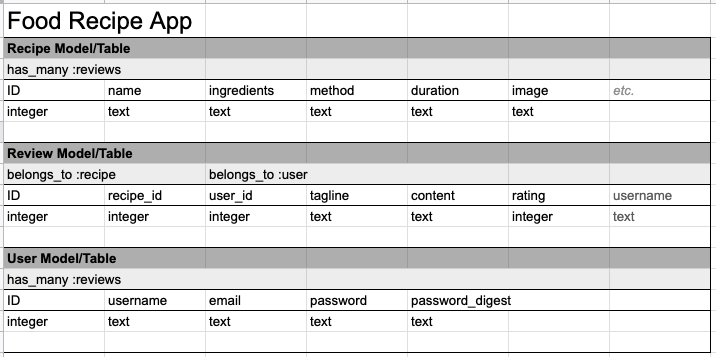 Food Recipe App
Recipe Model/Table
has_many :reviews
ID name ingredients method duration image etc.
integer text text text text text
Review Model/Table
belongs_to :recipe belongs_to :user
ID recipe_id user_id tagline content rating username
integer integer integer text text integer text
User Model/Table
has_many :reviews
ID username email password password_digest
integer text text text text